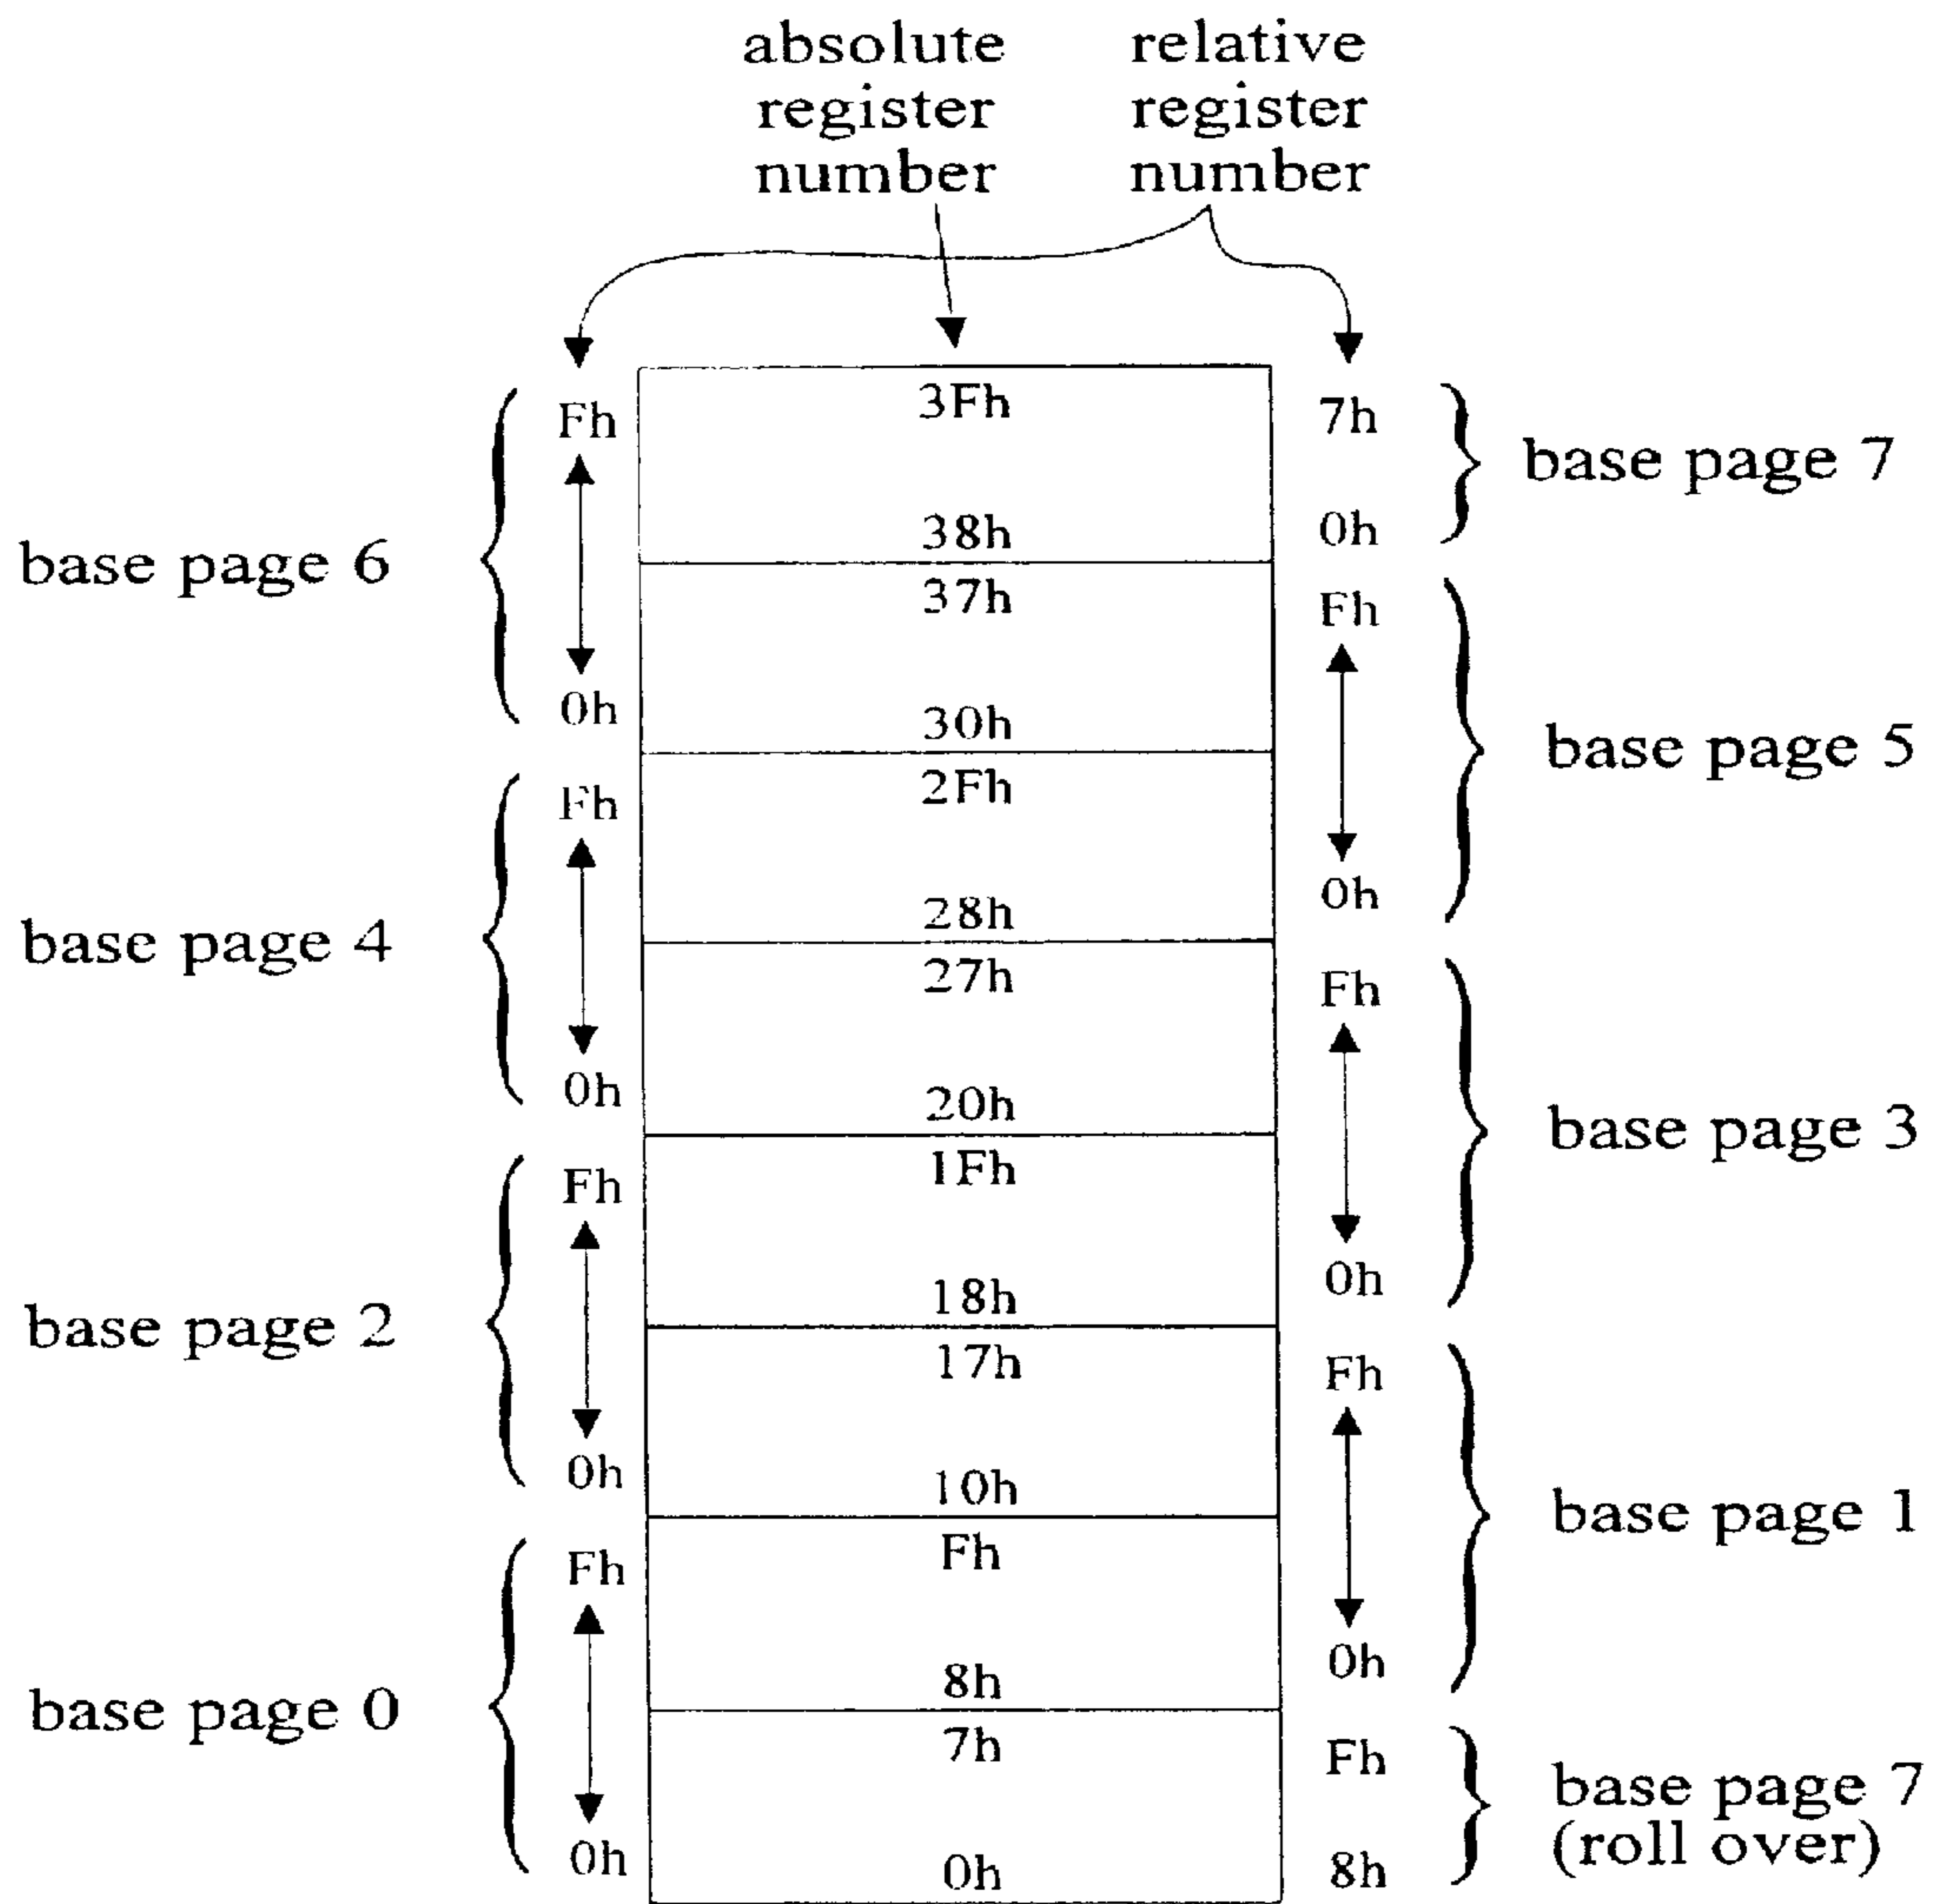 absolute
register
number
relative
register
number
Fh
3Fh
7h
base page 7
38h
0h
base page 6
37h
Fh
0h
30h
base page 5
Fh
2Fh
28h
0h
base page 4
27h
Fh
0h
20h
base page 3
Fh
1Fh
18h
0h
base page 2
17h
Fh
0h
10h
base page 1
Fh
Fh
8h
0h
base page 0
7h
Fh
base page 7
(roll over)
0h
0h
8h